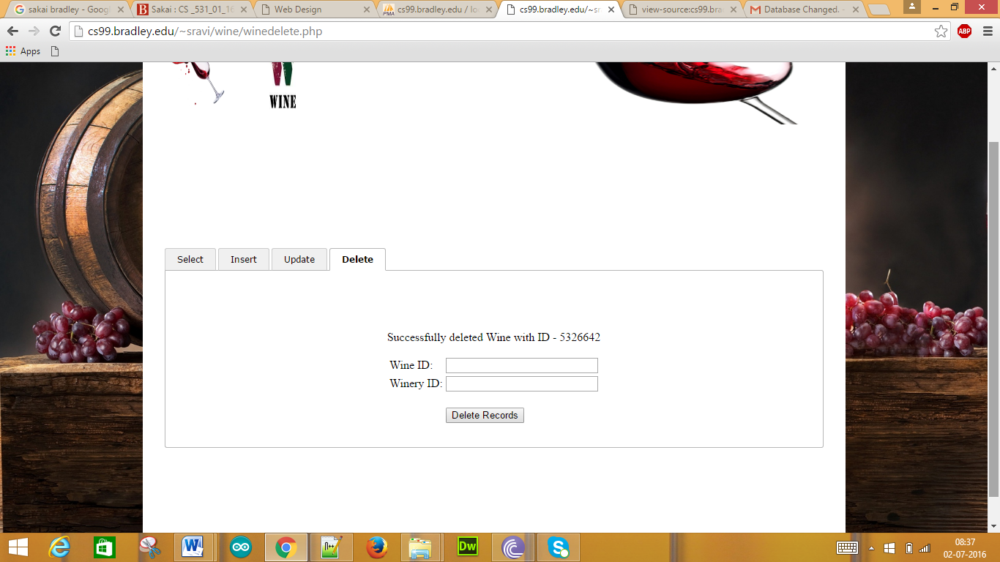 sakai bradley - Goog
Sakai : CS _531_01_16
Web Design
PMA
cs99.bradley.edu / lo
cs99.bradley.edu/~sr
view-source:cs99.bra
Database Changed. -
cs99.bradley.edu/~sravi/wine/winedelete.php
ABP
Apps
WINE
Select
Insert
Update
Delete
Successfully deleted Wine with ID - 5326642
Wine ID:
Winery ID:
Delete Records
Dw
08:37
02-07-2016